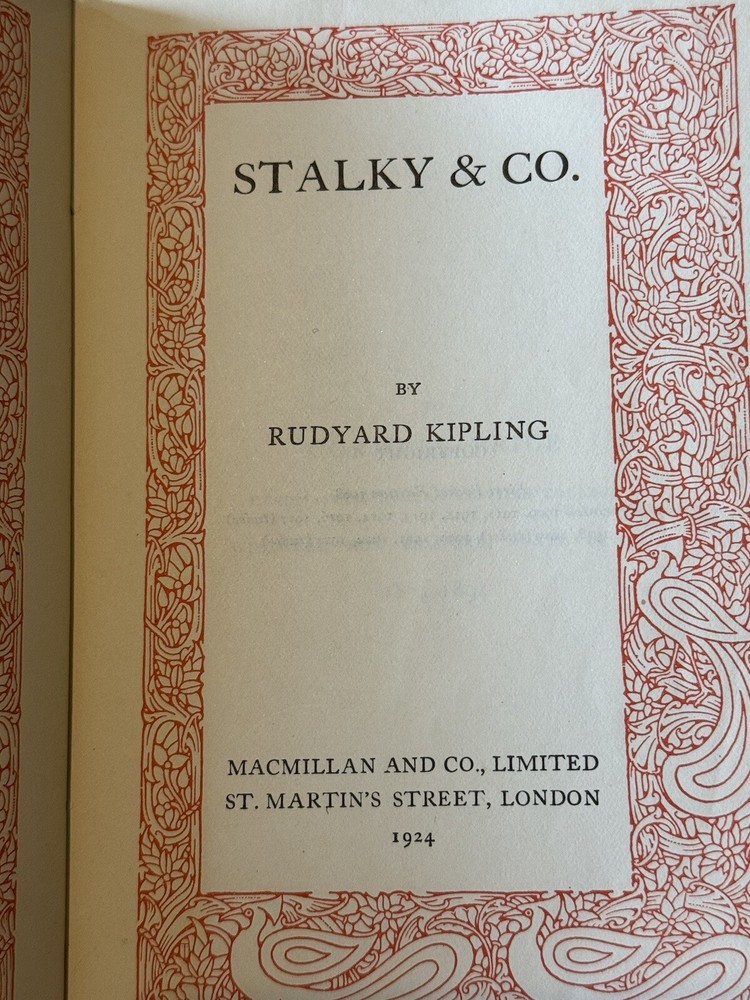 STALKY & CO.
BY
RUDYARD KIPLING
MACMILLAN AND CO., LIMITED
ST. MARTIN'S STREET, LONDON
1924